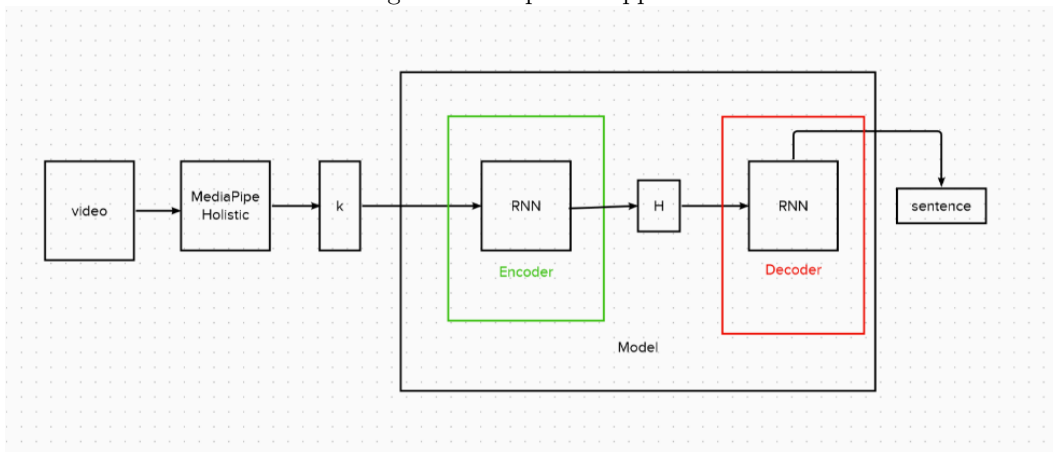 video
MediaPipe
Holistic
k
RNN
Encoder
H
RNN
Decoder
sentence
Model